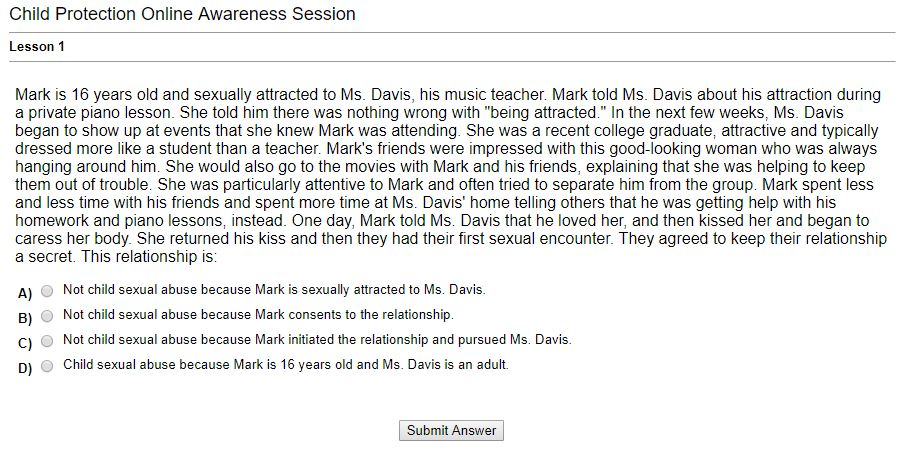 Child Protection Online Awareness Session
Lesson 1
Mark is 16 years old and sexually attracted to Ms. Davis, his music teacher. Mark told Ms. Davis about his attraction during
a private piano lesson. She told him there was nothing wrong with "being attracted." In the next few weeks, Ms. Davis
began to show up at events that she knew Mark was attending. She was a recent college graduate, attractive and typically
dressed more like a student than a teacher. Mark's friends were impressed with this good-looking woman who was always
hanging around him. She would also go to the movies with Mark and his friends, explaining that she was helping to keep
them out of trouble. She was particularly attentive to Mark and often tried to separate him from the group. Mark spent less
and less time with his friends and spent more time at Ms. Davis' home telling others that he was getting help with his
homework and piano lessons, instead. One day, Mark told Ms. Davis that he loved her, and then kissed her and began to
caress her body. She returned his kiss and then they had their first sexual encounter. They agreed to keep their relationship
a secret. This relationship is:
A) Not child sexual abuse because Mark is sexually attracted to Ms. Davis.
B) Not child sexual abuse because Mark consents to the relationship.
C) Not child sexual abuse because Mark initiated the relationship and pursued Ms. Davis.
D) Child sexual abuse because Mark is 16 years old and Ms. Davis is an adult.
Submit Answer